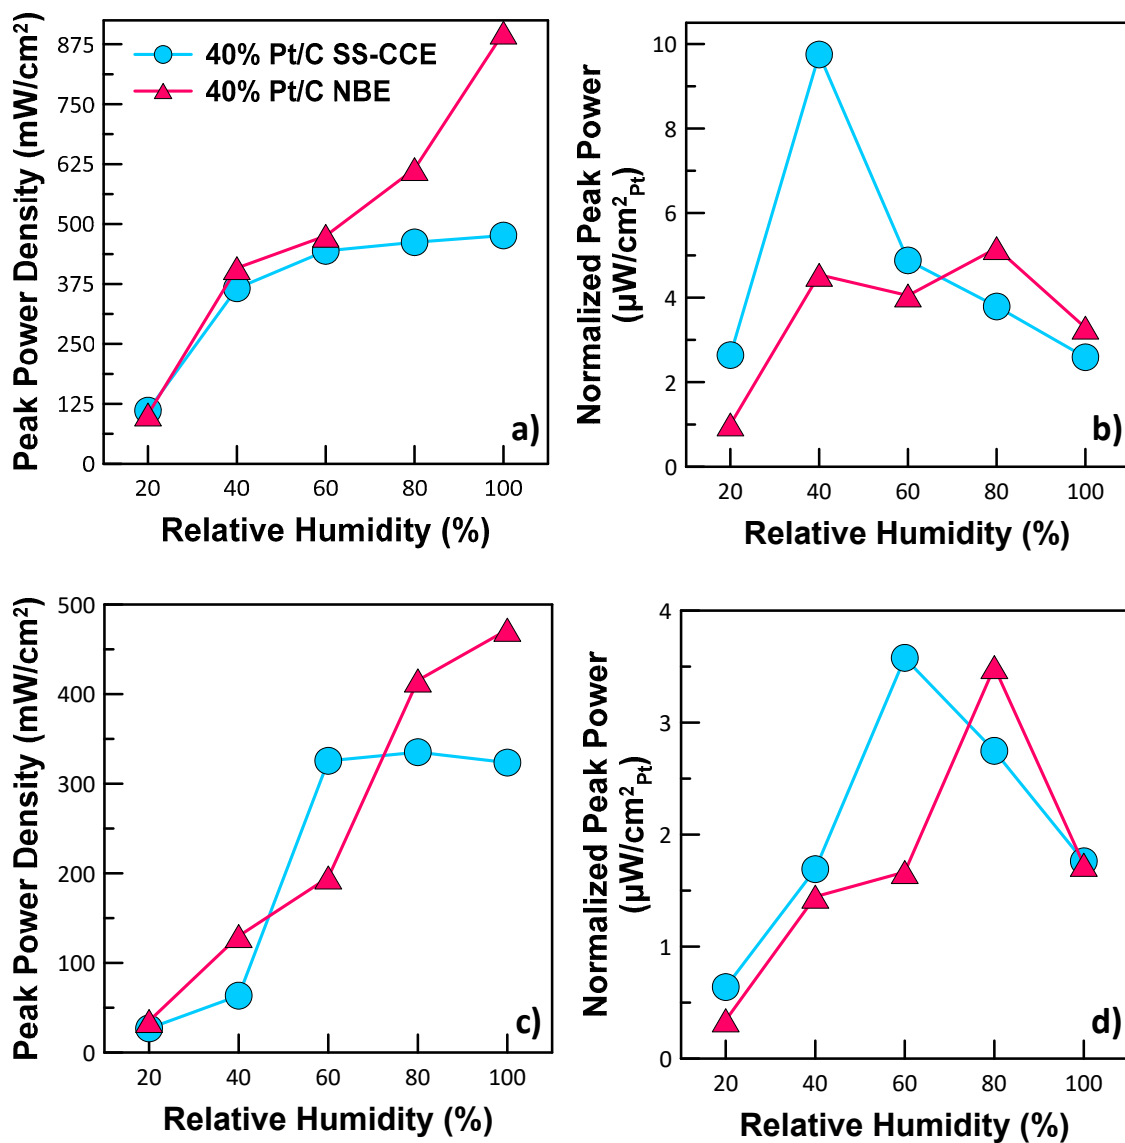 Peak Power Density (mW/cm²)
875
750
625
500
375
250
125
0
40% Pt/C SS-CCE
40% Pt/C NBE
a)
20 40 60 80 100
Relative Humidity (%)
Normalized Peak Power
(µW/cm²Pt)
10
8
6
4
2
0
b)
20 40 60 80 100
Relative Humidity (%)
Peak Power Density (mW/cm²)
500
400
300
200
100
0
c)
20 40 60 80 100
Relative Humidity (%)
Normalized Peak Power
(µW/cm²Pt)
4
3
2
1
0
d)
20 40 60 80 100
Relative Humidity (%)